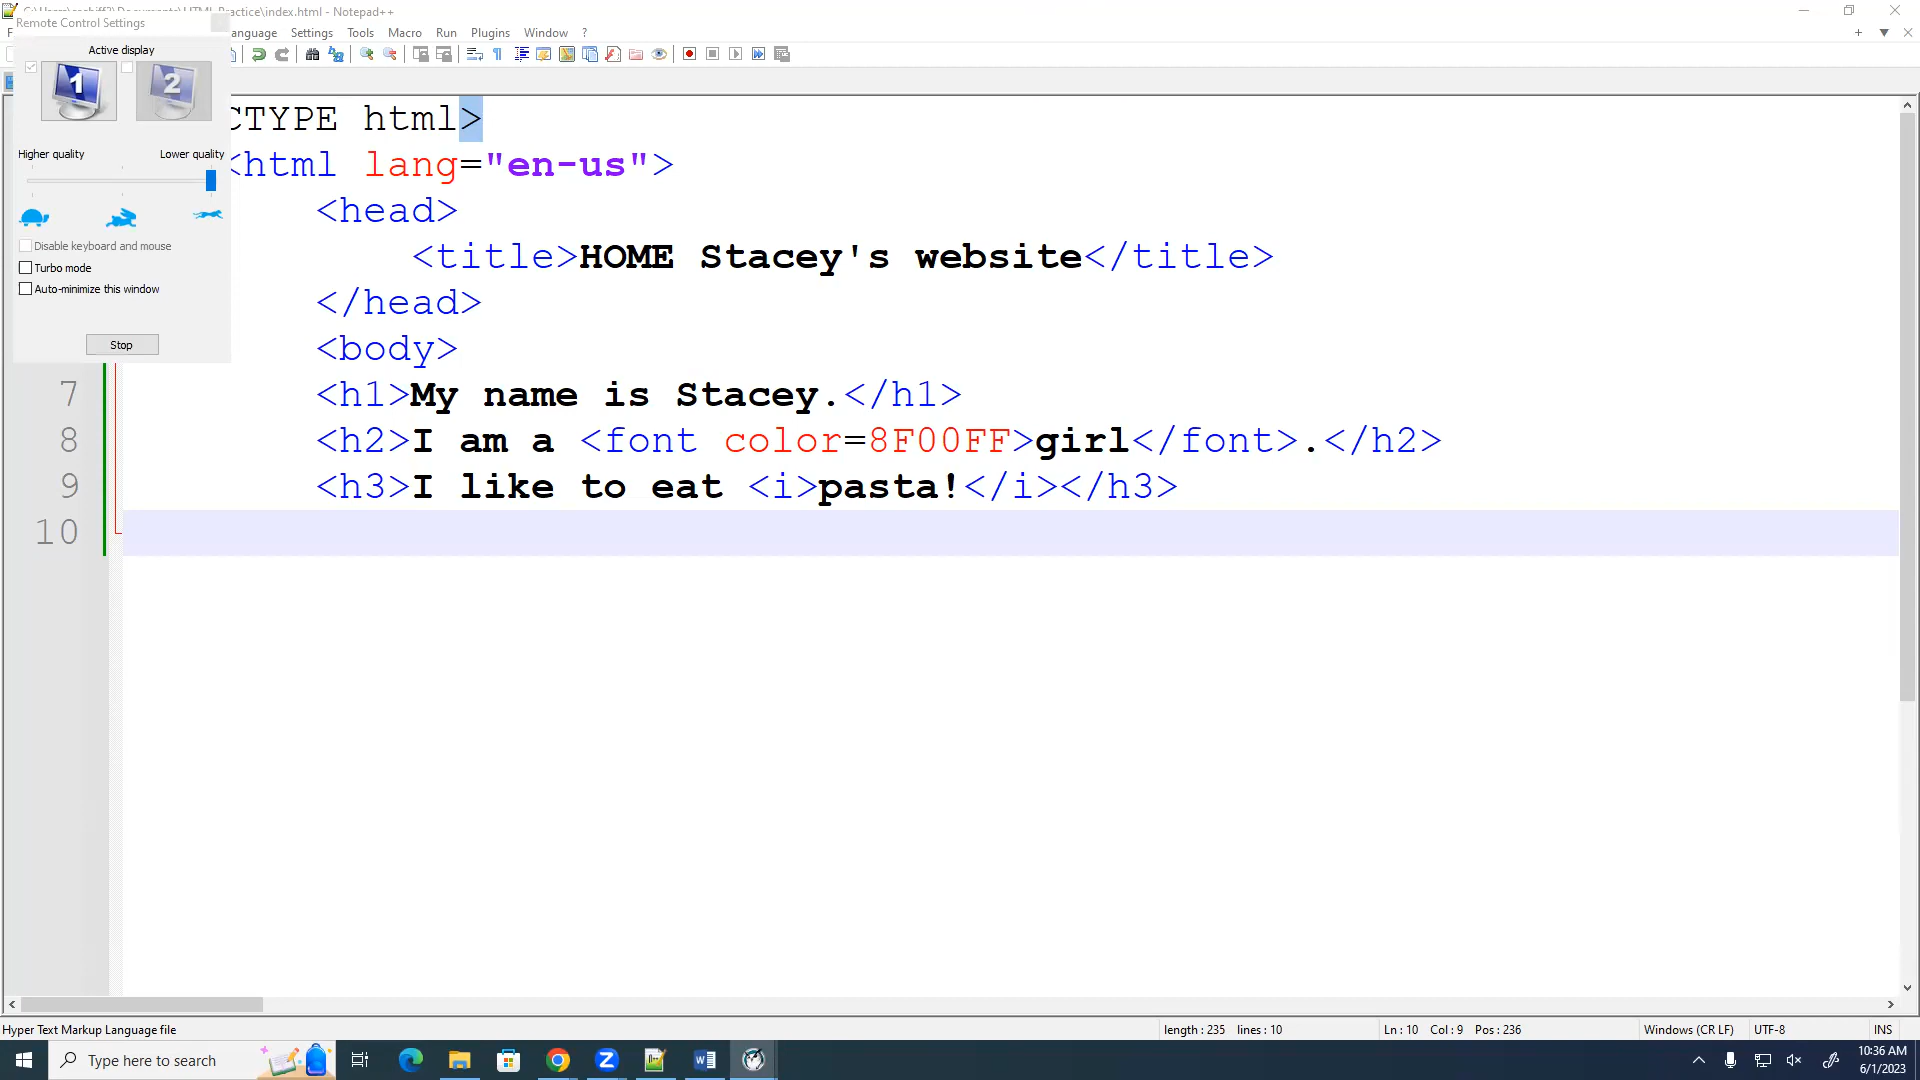 index.html - Notepad++
Remote Control Settings
anguage Settings Tools Macro Run Plugins Window ?
Active display
1 2
Higher quality Lower quality
Disable keyboard and mouse
Turbo mode
Auto-minimize this window
Stop
CTYPE html>
<html lang="en-us">
<head>
<title>HOME Stacey's website</title>
</head>
<body>
7 <h1>My name is Stacey.</h1>
8 <h2>I am a <font color=8F00FF>girl</font>.</h2>
9 <h3>I like to eat <i>pasta!</i></h3>
10
Hyper Text Markup Language file length : 235 lines : 10 Ln : 10 Col : 9 Pos : 236 Windows (CR LF) UTF-8 INS
Type here to search
10:36 AM
6/1/2023